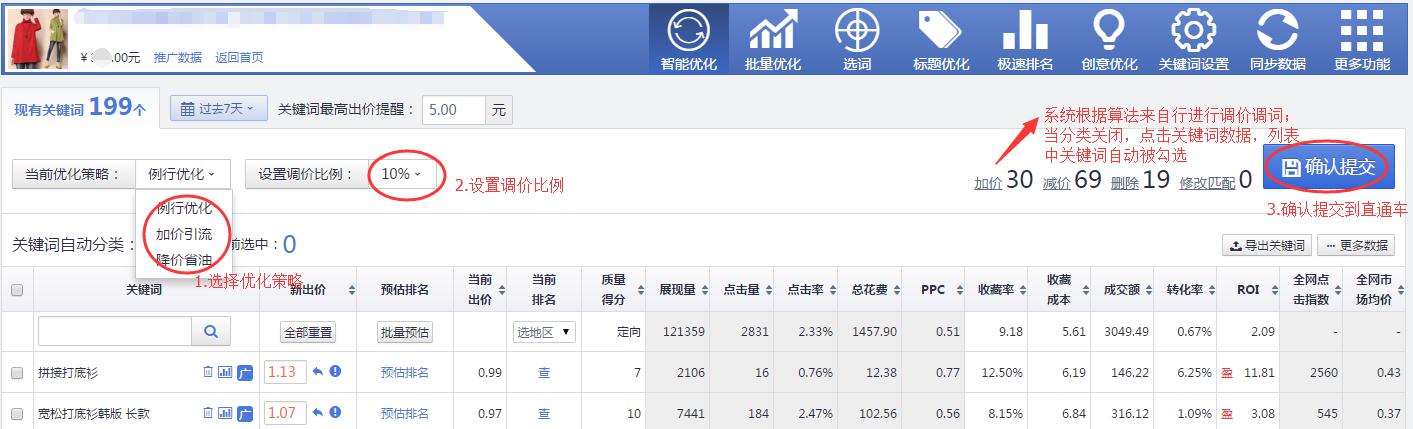 ¥ .00元 推广数据 返回首页
智能优化 批量优化 选词 标题优化 极速排名 创意优化 关键词设置 同步数据 更多功能
现有关键词 199个 过去7天 关键词最高出价提醒： 5.00 元
系统根据算法来自行进行调价调词；
当分类关闭，点击关键词数据，列表
中关键词自动被勾选
当前优化策略： 例行优化 设置调价比例： 10% 2.设置调价比例
加价 30 减价 69 删除 19 修改匹配 0 确认提交
3.确认提交到直通车
例行优化
加价引流
降价省油
1.选择优化策略
关键词自动分类： 前选中： 0 导出关键词 更多数据
关键词 新出价 预估排名 当前出价 当前排名 质量得分 展现量 点击量 点击率 总花费 PPC 收藏率 收藏成本 成交额 转化率 ROI 全网点击指数 全网市场均价
全部重置 批量预估 选地区 定向 121359 2831 2.33% 1457.90 0.51 9.18 5.61 3049.49 0.67% 2.09 - -
拼接打底衫 广 1.13 预估排名 0.99 查 7 2106 16 0.76% 12.38 0.77 12.50% 6.19 146.22 6.25% 盈 11.81 2560 0.43
宽松打底衫韩版 长款 广 1.07 预估排名 0.97 查 10 7441 184 2.47% 102.56 0.56 8.15% 6.84 316.12 1.09% 盈 3.08 545 0.37